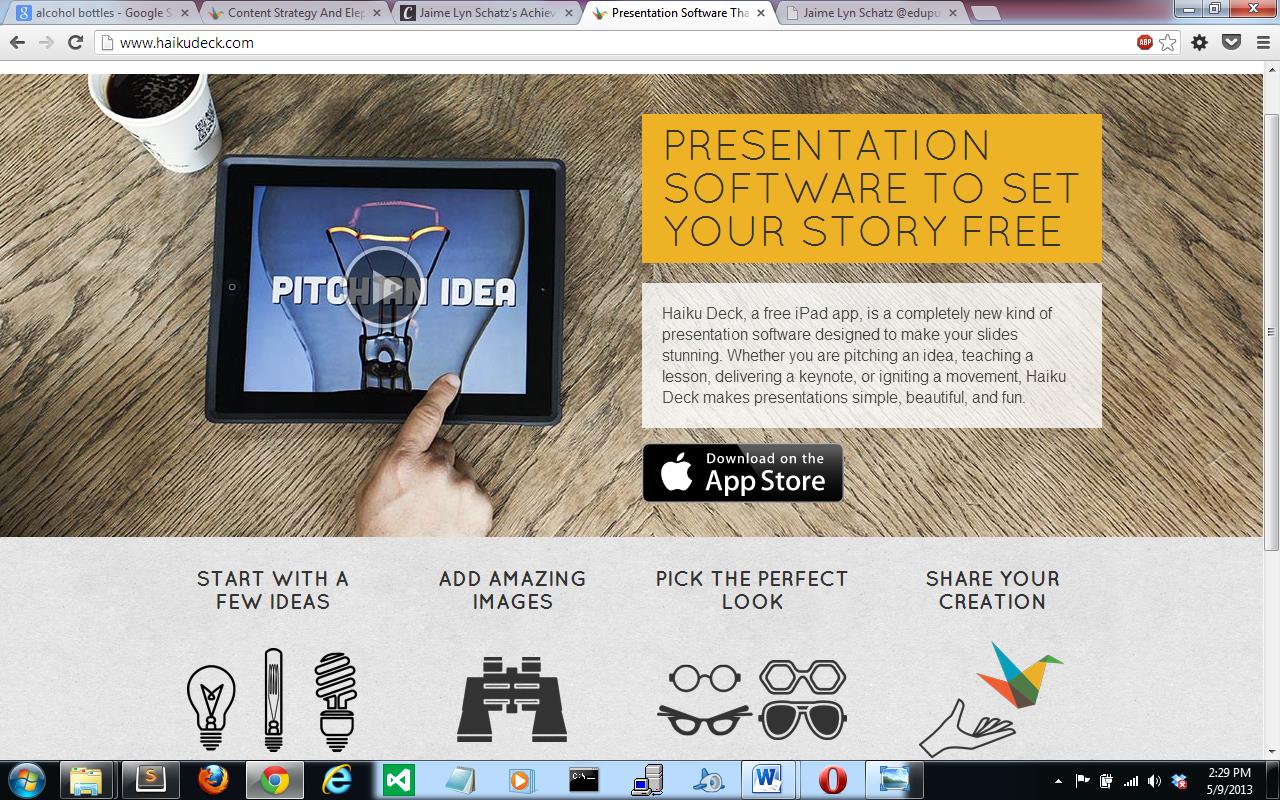 alcohol bottles - Google S
Content Strategy And Elep
Jaime Lyn Schatz's Achiev
Presentation Software Tha
Jaime Lyn Schatz @edupu
www.haikudeck.com
ABP
PITCH AN IDEA
PRESENTATION
SOFTWARE TO SET
YOUR STORY FREE
Haiku Deck, a free iPad app, is a completely new kind of
presentation software designed to make your slides
stunning. Whether you are pitching an idea, teaching a
lesson, delivering a keynote, or igniting a movement, Haiku
Deck makes presentations simple, beautiful, and fun.
Download on the
App Store
START WITH A
FEW IDEAS
ADD AMAZING
IMAGES
PICK THE PERFECT
LOOK
SHARE YOUR
CREATION
2:29 PM
5/9/2013